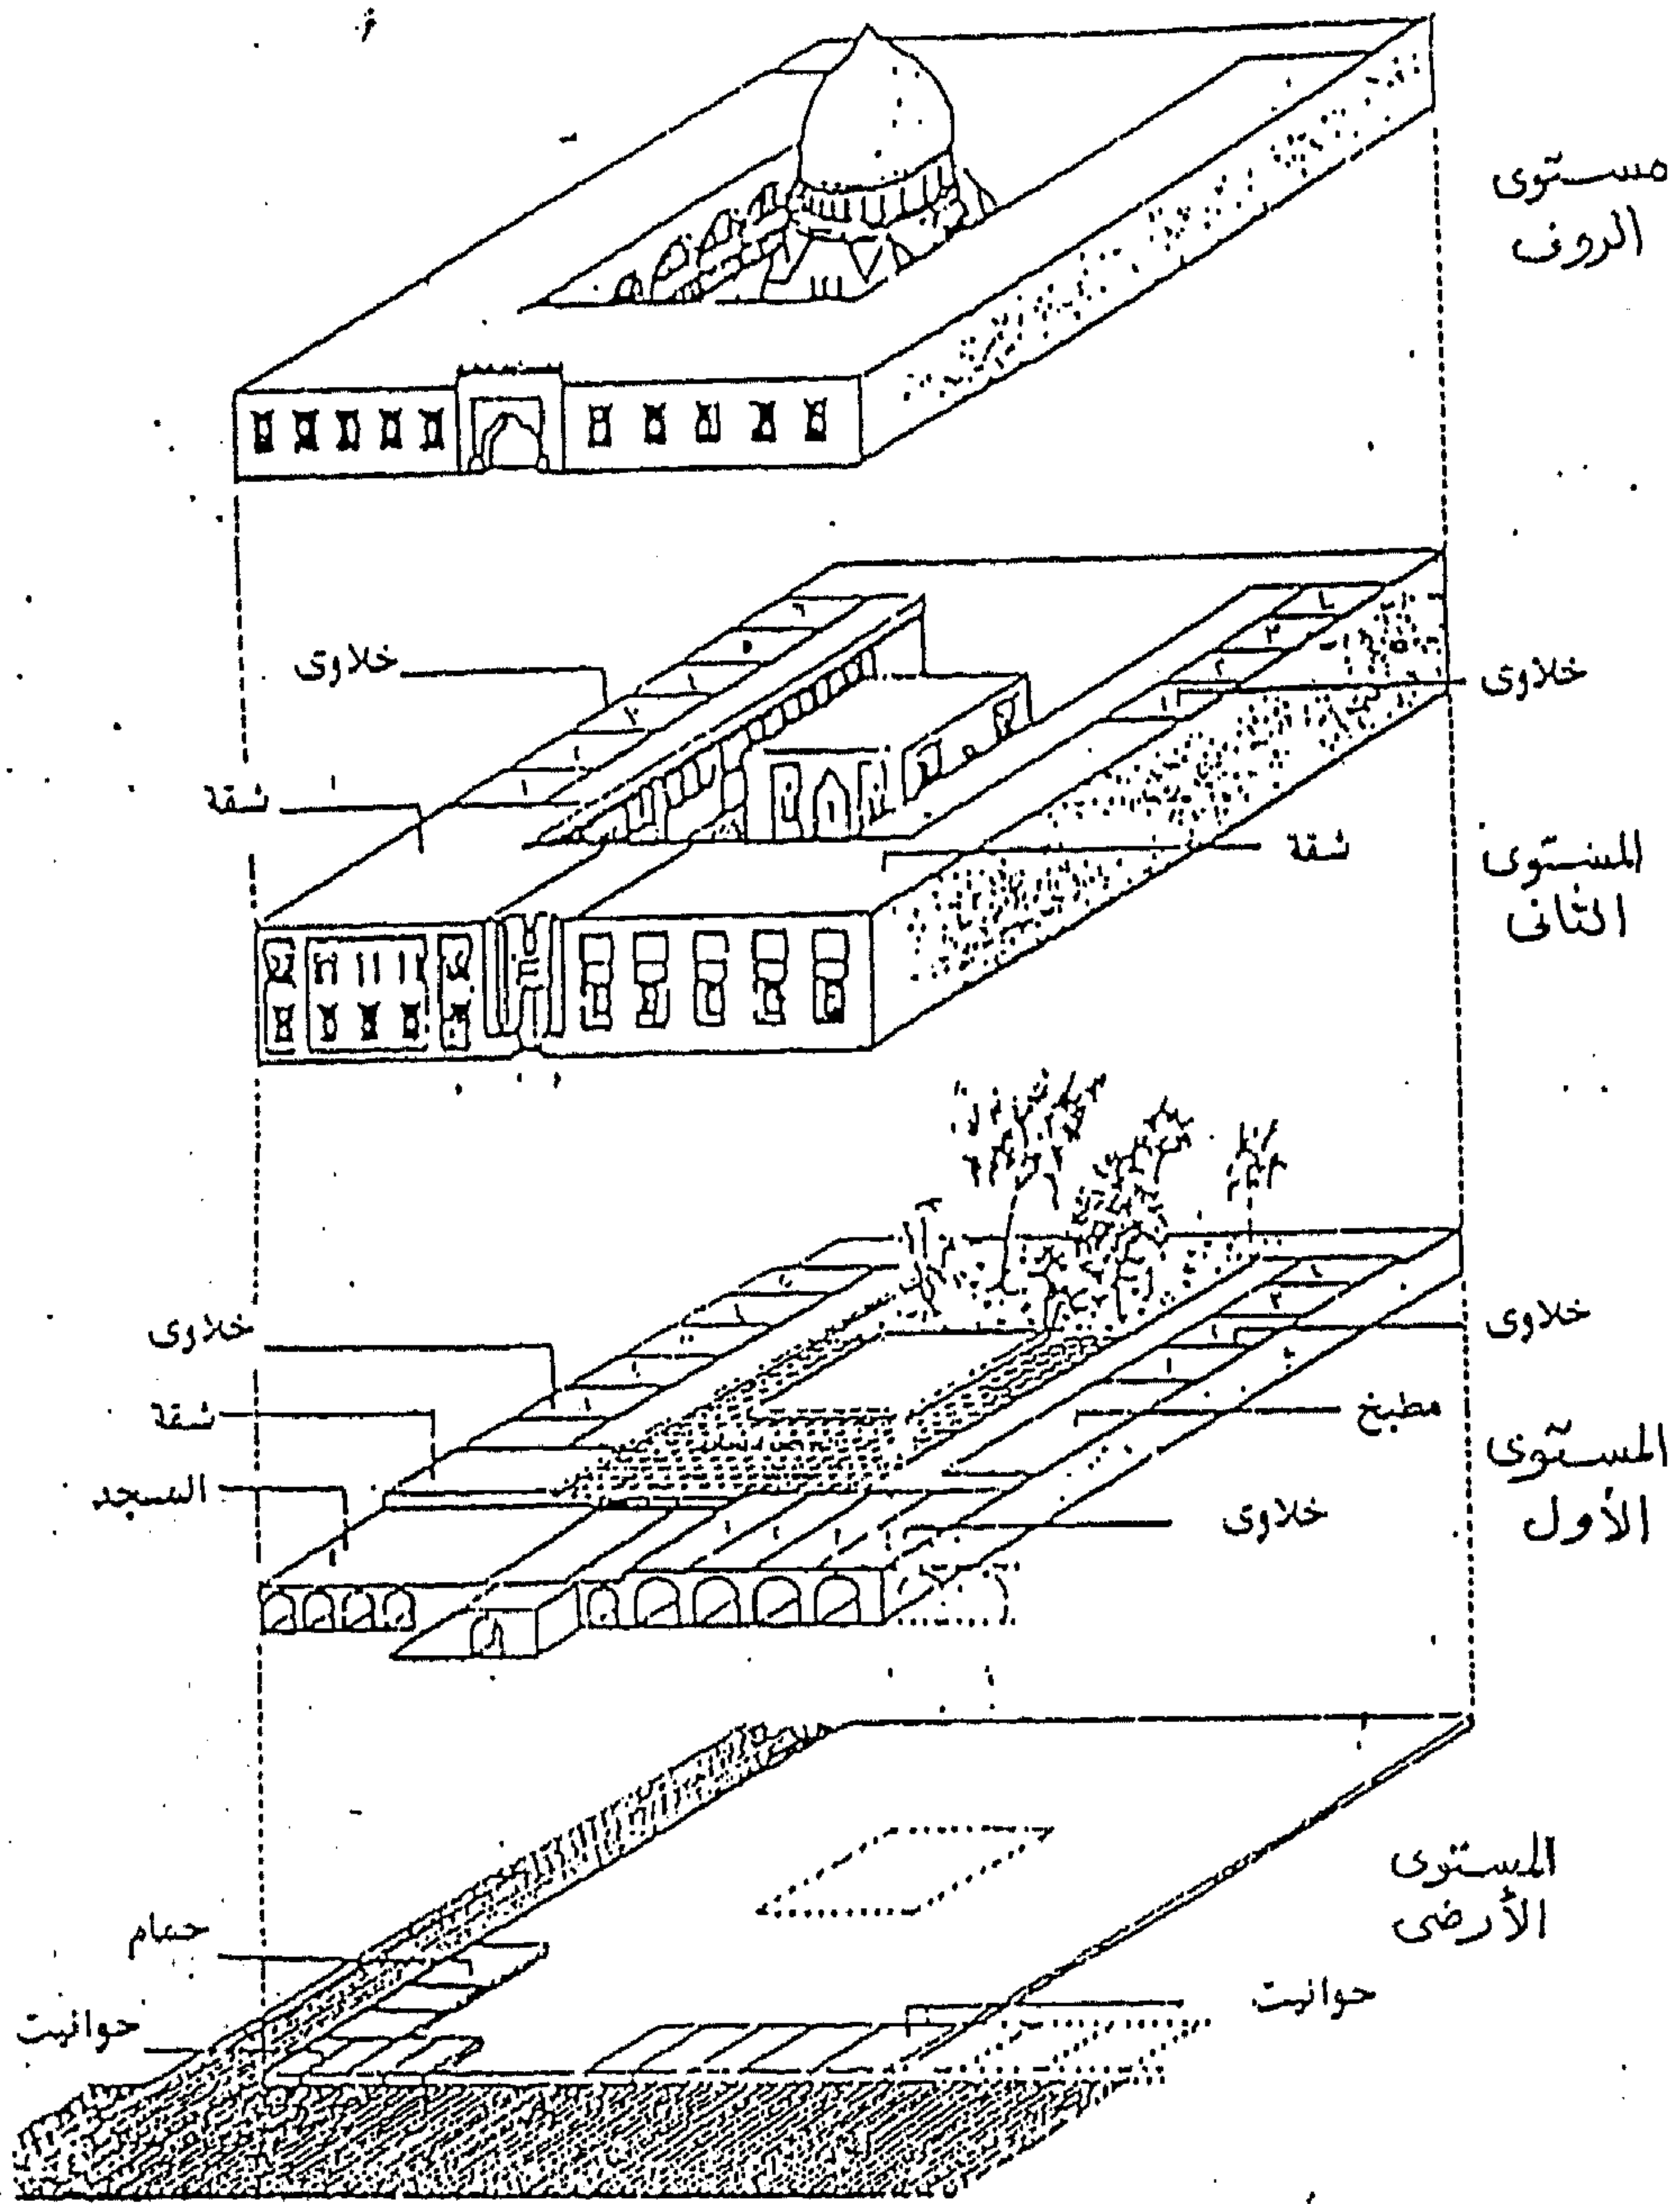 مستوى
الروف
خلاوى
خلاوى
شقة
شقة
المستوى
الثانى
خلاوى
خلاوى
شقة
مطبخ
المستوى
الأول
المسجد
خلاوى
المستوى
الأرضى
حمام
حوانيت
حوانيت